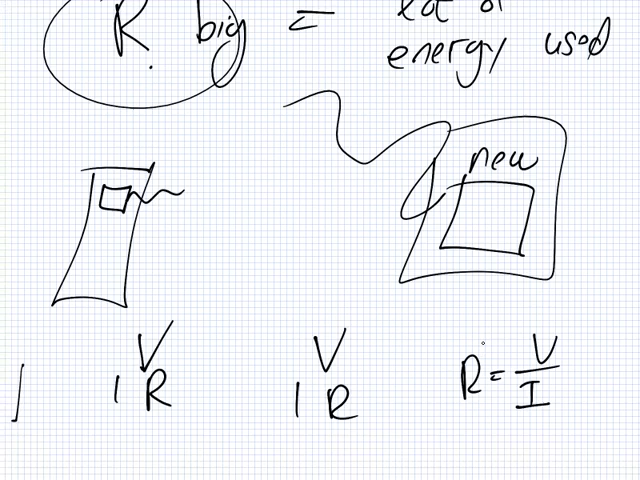 lot of
R big = energy used
new
V V
I R I R R = V/I